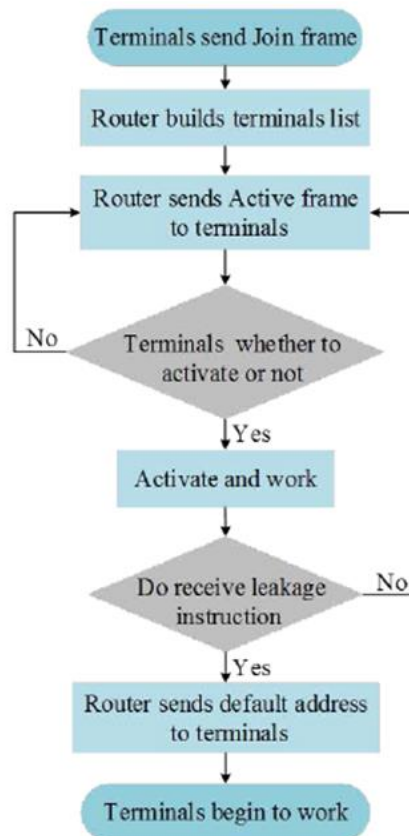 Terminals send Join frame
Router builds terminals list
Router sends Active frame
to terminals
No
Terminals whether to
activate or not
Yes
Activate and work
Do receive leakage
instruction
No
Yes
Router sends default address
to terminals
Terminals begin to work